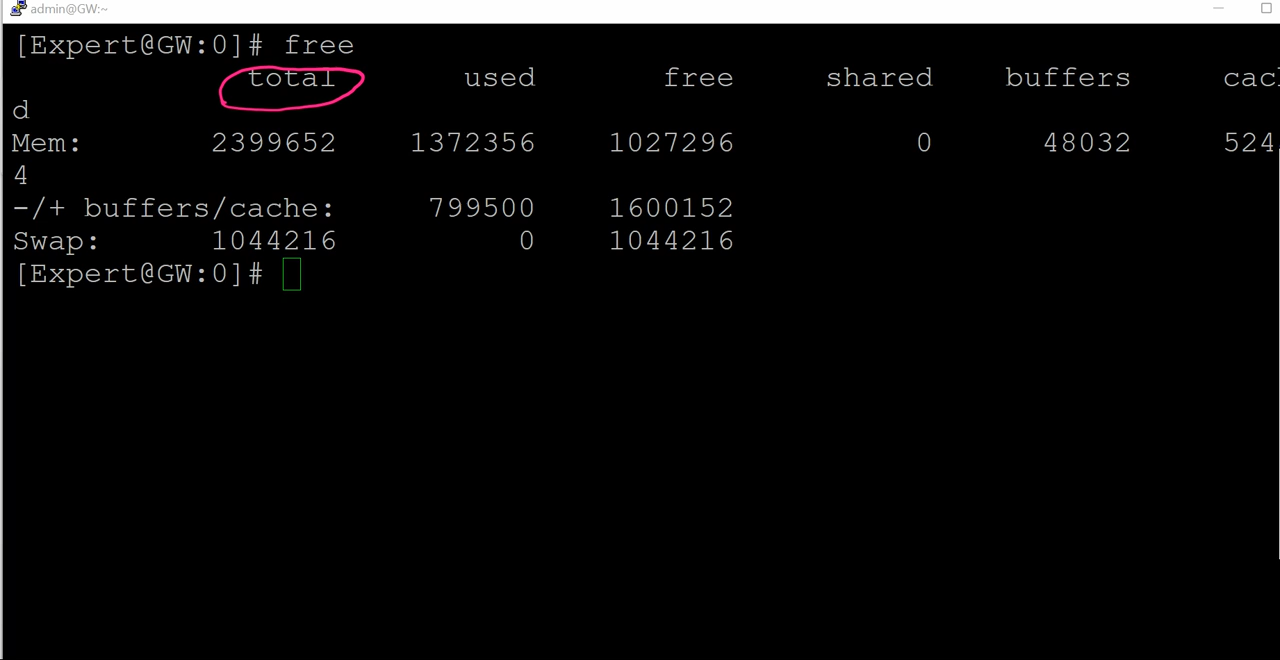 admin@GW:~
[Expert@GW:0]# free
total used free shared buffers
d
Mem: 2399652 1372356 1027296 0 48032 524
4
-/+ buffers/cache: 799500 1600152
Swap: 1044216 0 1044216
[Expert@GW:0]#